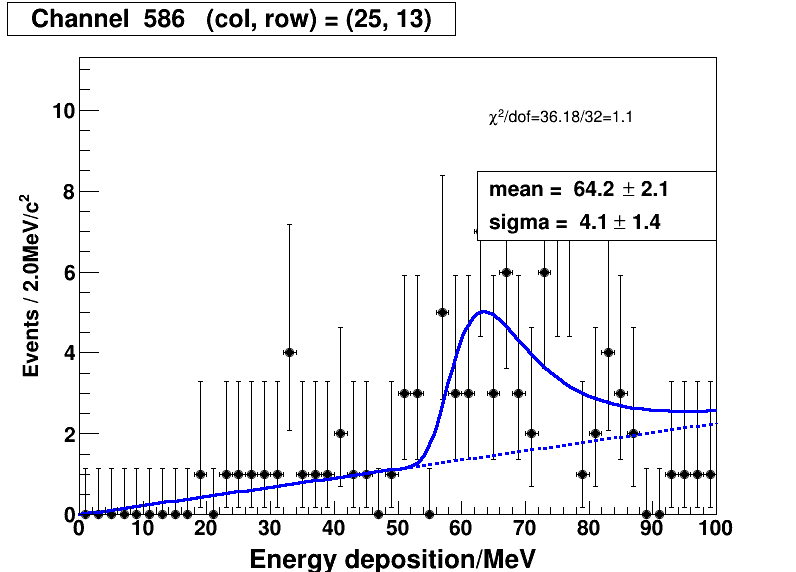 Channel 586 (col, row) = (25, 13)
χ²/dof=36.18/32=1.1
mean = 64.2 ± 2.1
sigma = 4.1 ± 1.4
Events / 2.0MeV/c²
10
8
6
4
2
0
0 10 20 30 40 50 60 70 80 90 100
Energy deposition/MeV